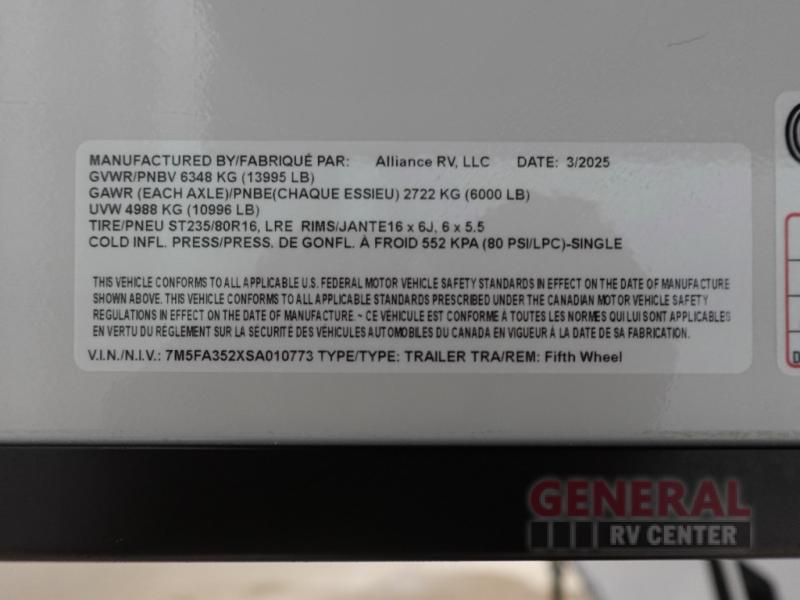 MANUFACTURED BY/FABRIQUÉ PAR: Alliance RV, LLC DATE: 3/2025
GVWR/PNBV 6348 KG (13995 LB)
GAWR (EACH AXLE)/PNBE(CHAQUE ESSIEU) 2722 KG (6000 LB)
UVW 4988 KG (10996 LB)
TIRE/PNEU ST235/80R16, LRE RIMS/JANTE16 x 6J, 6 x 5.5
COLD INFL. PRESS/PRESS. DE GONFL. À FROID 552 KPA (80 PSI/LPC)-SINGLE
THIS VEHICLE CONFORMS TO ALL APPLICABLE U.S. FEDERAL MOTOR VEHICLE SAFETY STANDARDS IN EFFECT ON THE DATE OF MANUFACTURE
SHOWN ABOVE. THIS VEHICLE CONFORMS TO ALL APPLICABLE STANDARDS PRESCRIBED UNDER THE CANADIAN MOTOR VEHICLE SAFETY
REGULATIONS IN EFFECT ON THE DATE OF MANUFACTURE. ~ CE VÉHICULE EST CONFORME À TOUTES LES NORMES QUI LUI SONT APPLICABLES
EN VERTU DU RÈGLEMENT SUR LA SÉCURITÉ DES VÉHICULES AUTOMOBILES DU CANADA EN VIGUEUR À LA DATE DE SA FABRICATION.
V.I.N./N.I.V.: 7M5FA352XSA010773 TYPE/TYPE: TRAILER TRA/REM: Fifth Wheel
GENERAL
RV CENTER